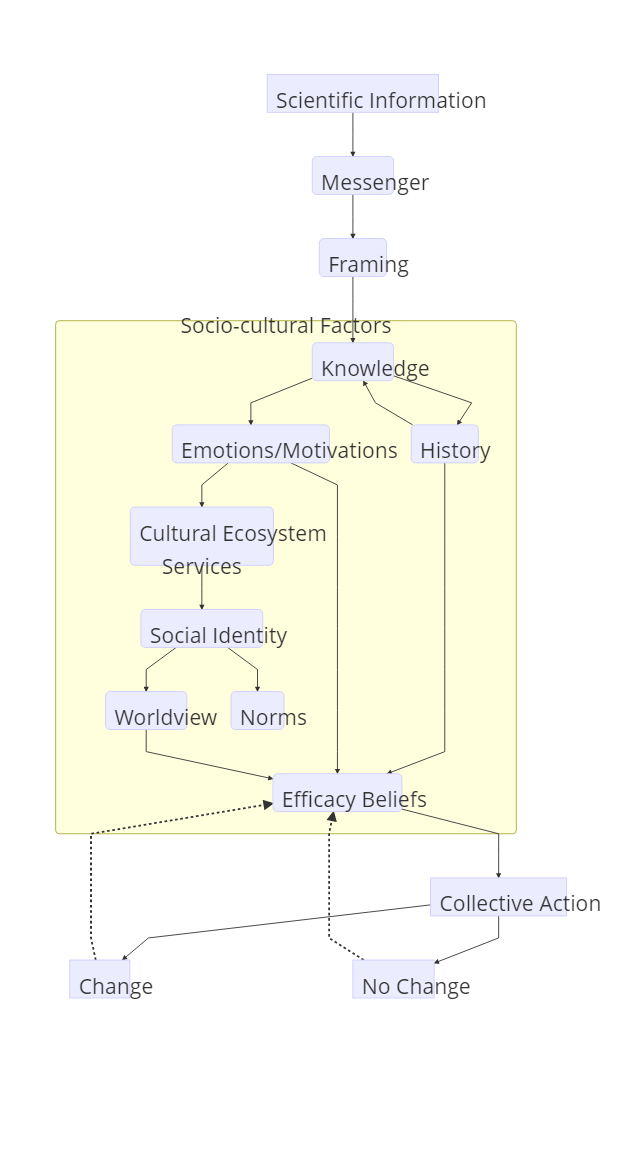 Scientific Information
Messenger
Framing
Socio-cultural Factors
Knowledge
Emotions/Motivations
History
Cultural Ecosystem
Services
Social Identity
Worldview
Norms
Efficacy Beliefs
Collective Action
Change
No Change